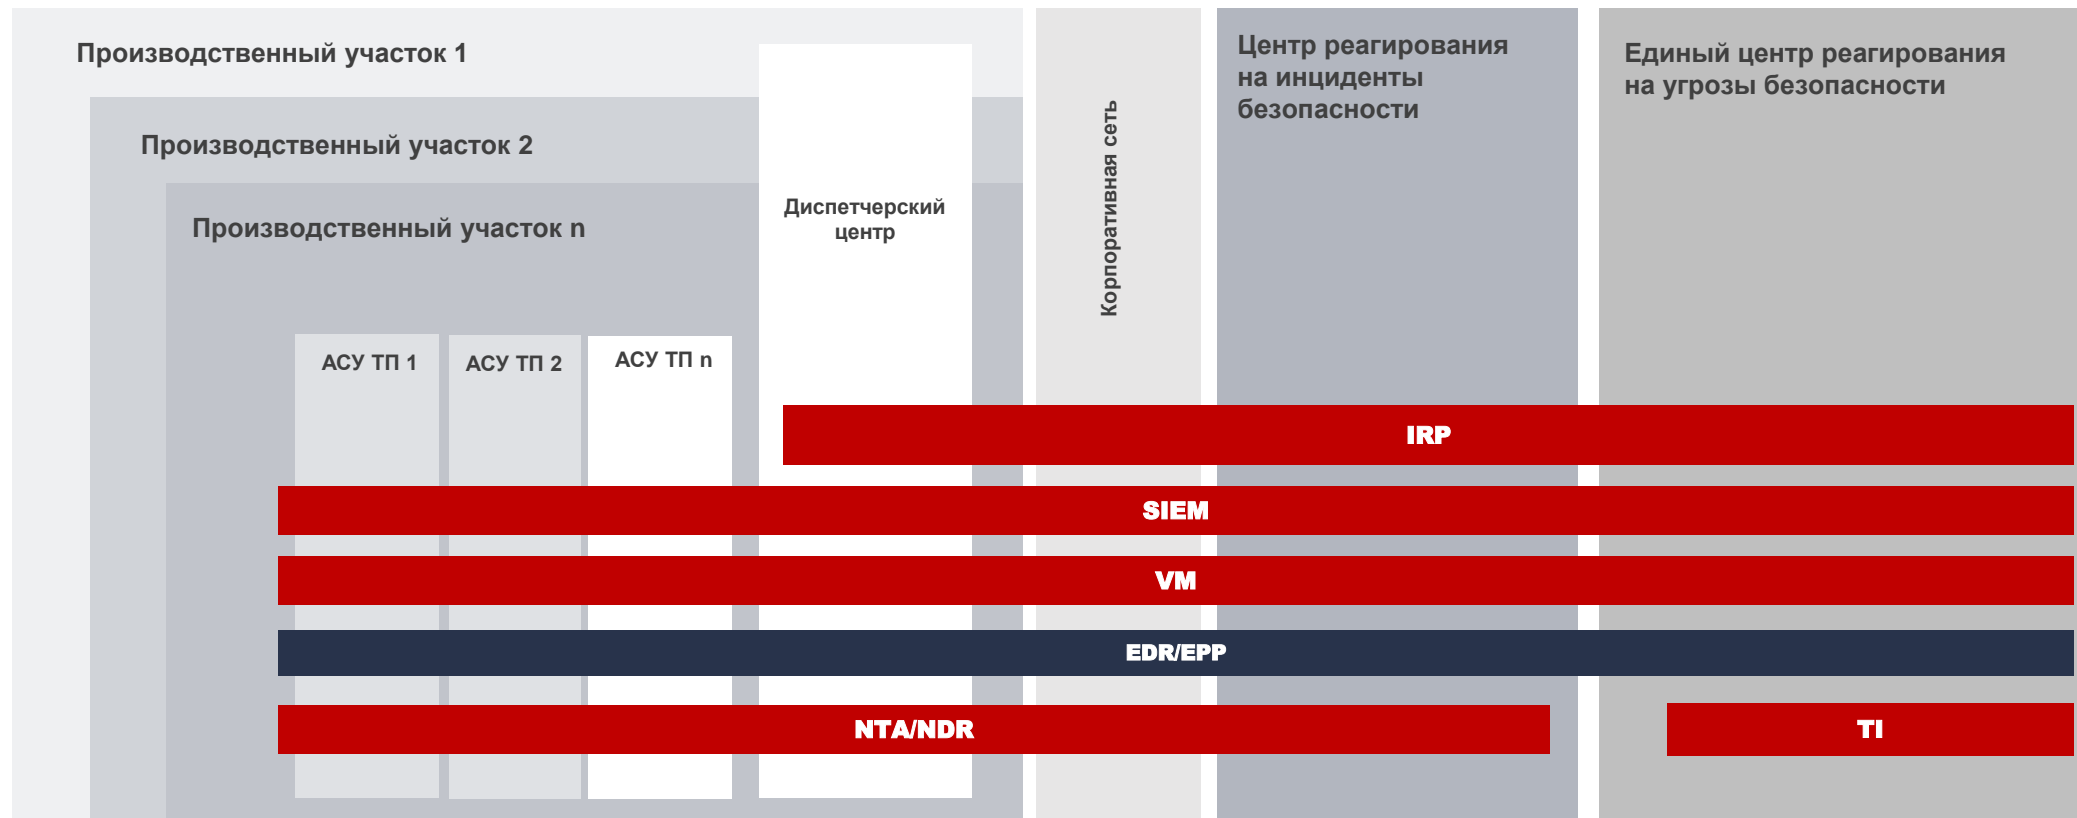 Производственный участок 1
Производственный участок 2
Производственный участок n
АСУ ТП 1
АСУ ТП 2
АСУ ТП n
Диспетчерский
центр
Корпоративная сеть
Центр реагирования
на инциденты
безопасности
Единый центр реагирования
на угрозы безопасности
IRP
SIEM
VM
EDR/EPP
NTA/NDR
TI